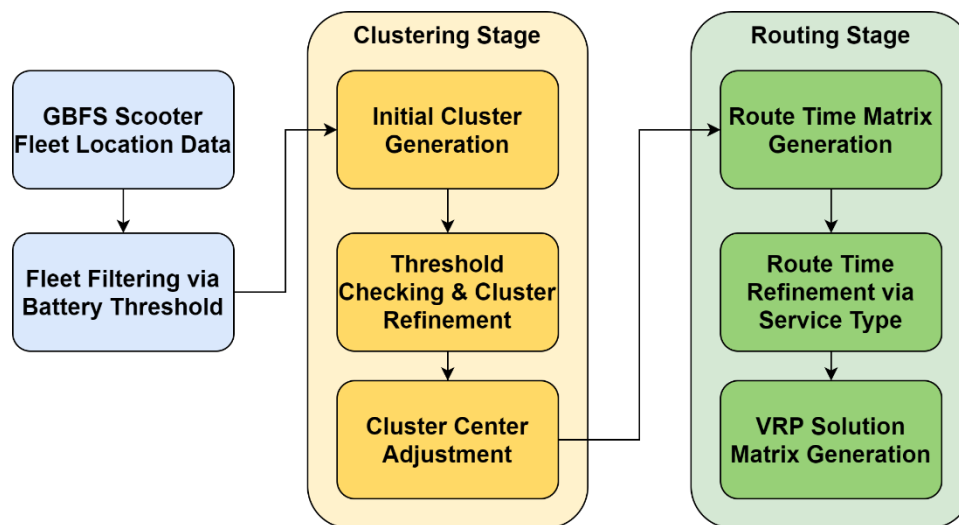 GBFS Scooter
Fleet Location Data
Fleet Filtering via
Battery Threshold
Clustering Stage
Initial Cluster
Generation
Threshold
Checking & Cluster
Refinement
Cluster Center
Adjustment
Routing Stage
Route Time Matrix
Generation
Route Time
Refinement via
Service Type
VRP Solution
Matrix Generation